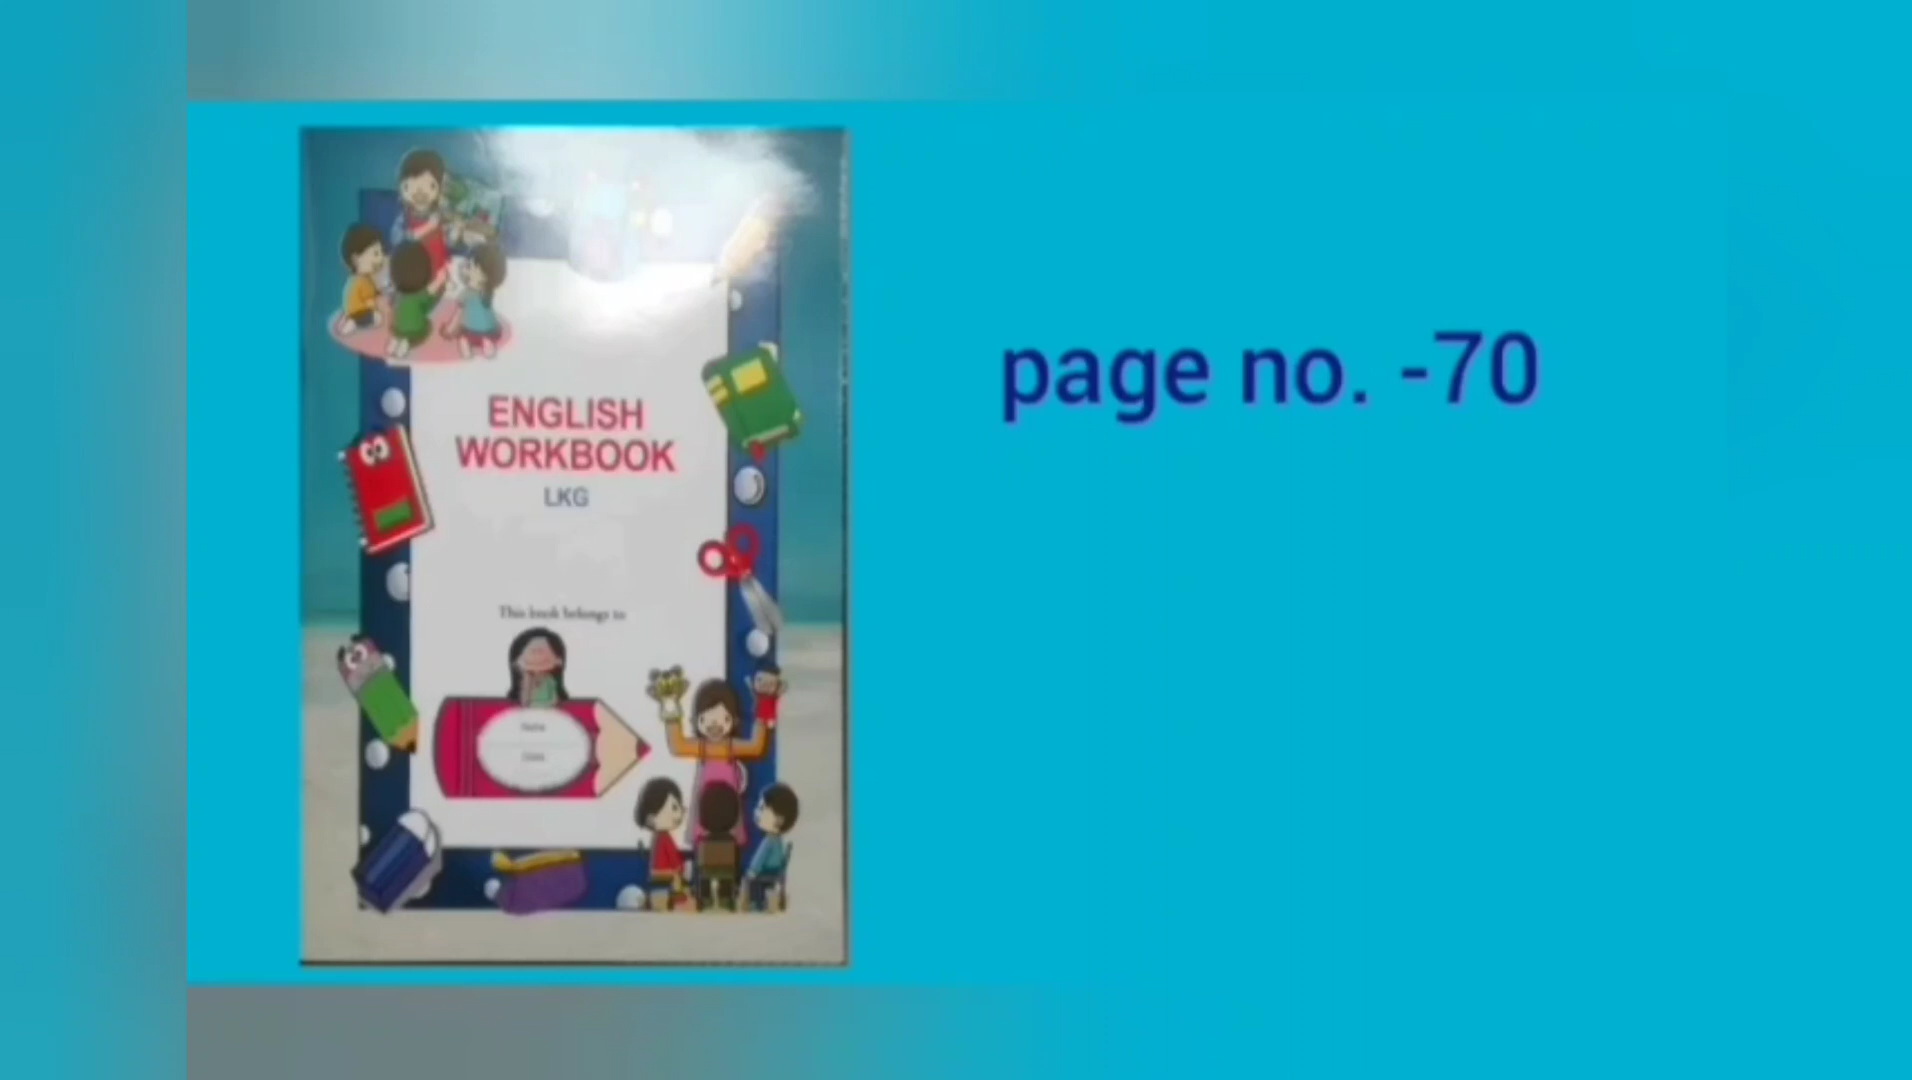 ENGLISH
WORKBOOK
LKG
This book belongs to
page no. -70